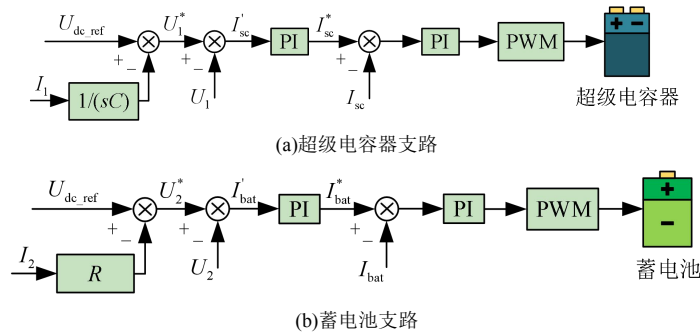 U_dc_ref U_1^* I_sc^' PI I_sc^* PI PWM
+ − + − + −
+ −
I_1 1/(sC) U_1 I_sc 超级电容器
(a)超级电容器支路
U_dc_ref U_2^* I_bat^' PI I_bat^* PI PWM
+ − + − + −
+
−
I_2 R U_2 I_bat 蓄电池
(b)蓄电池支路